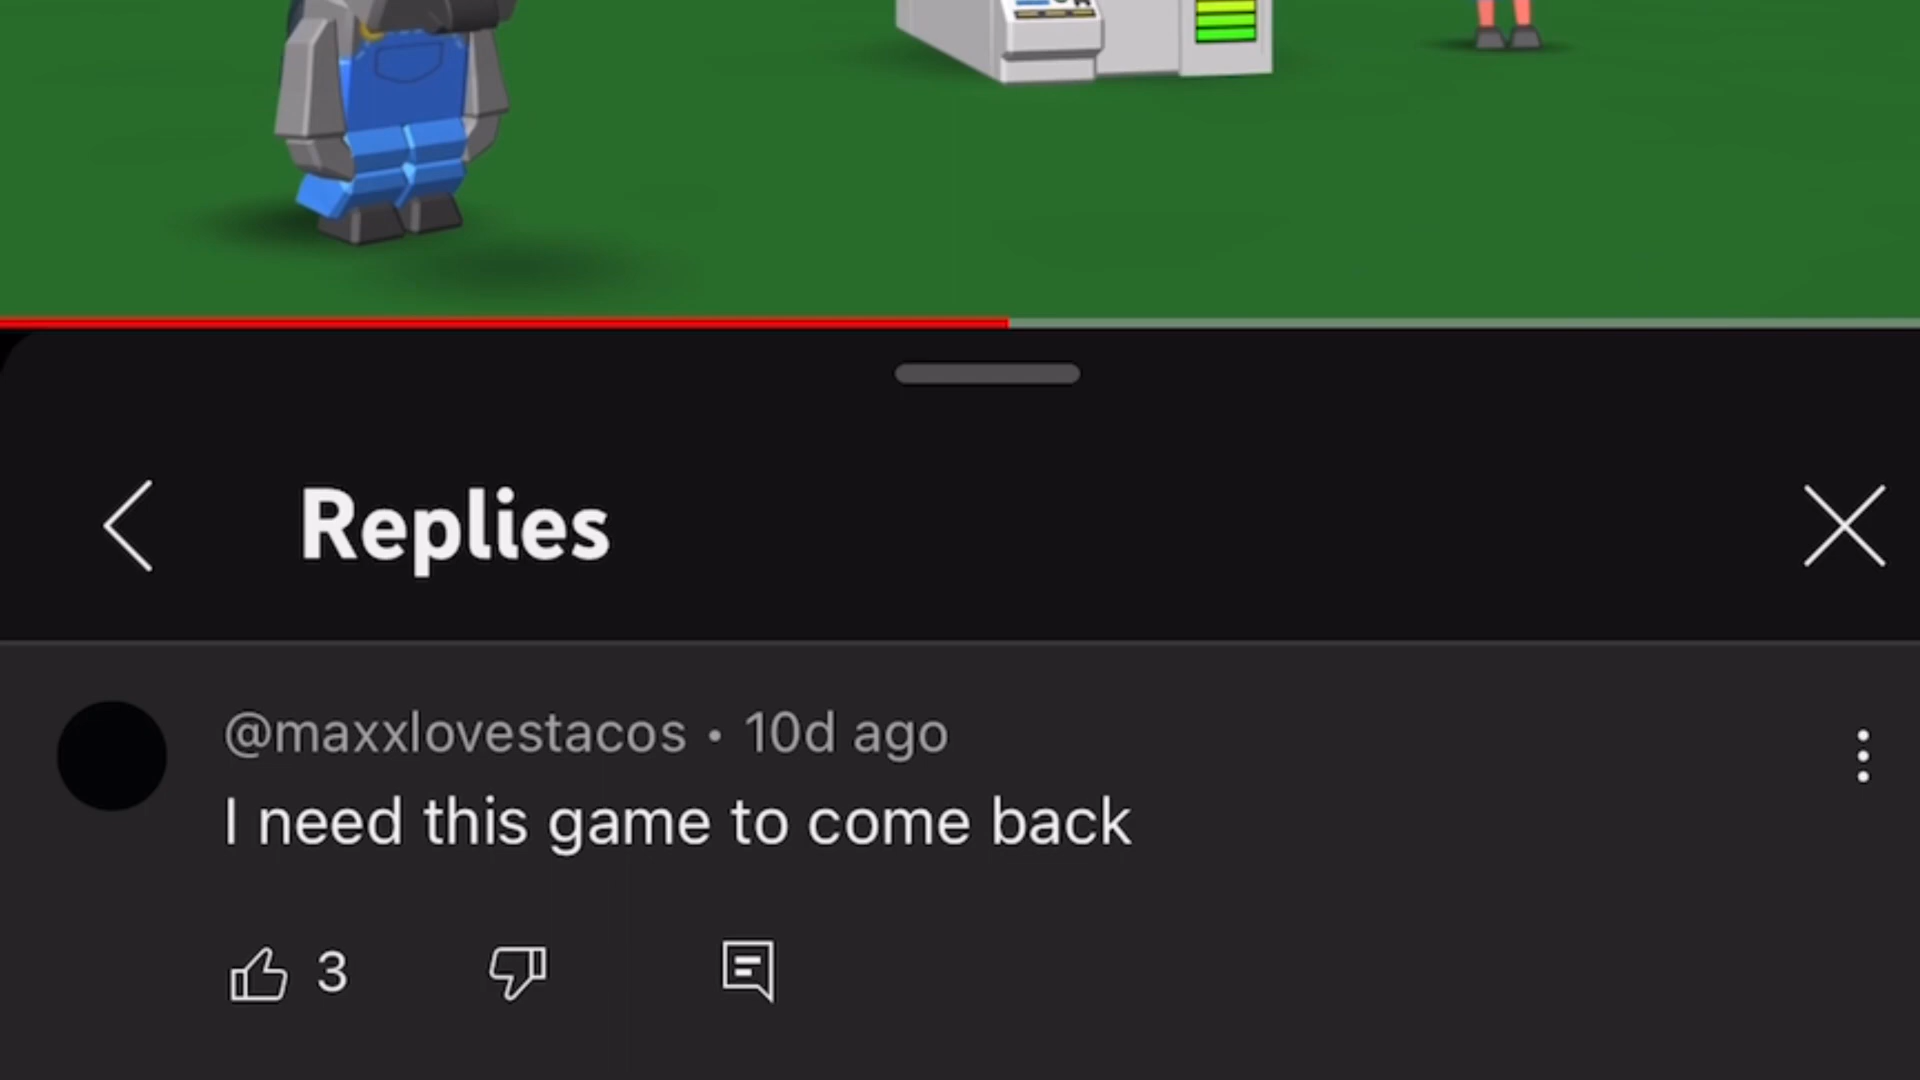 Replies
@maxxlovestacos • 10d ago
I need this game to come back
3